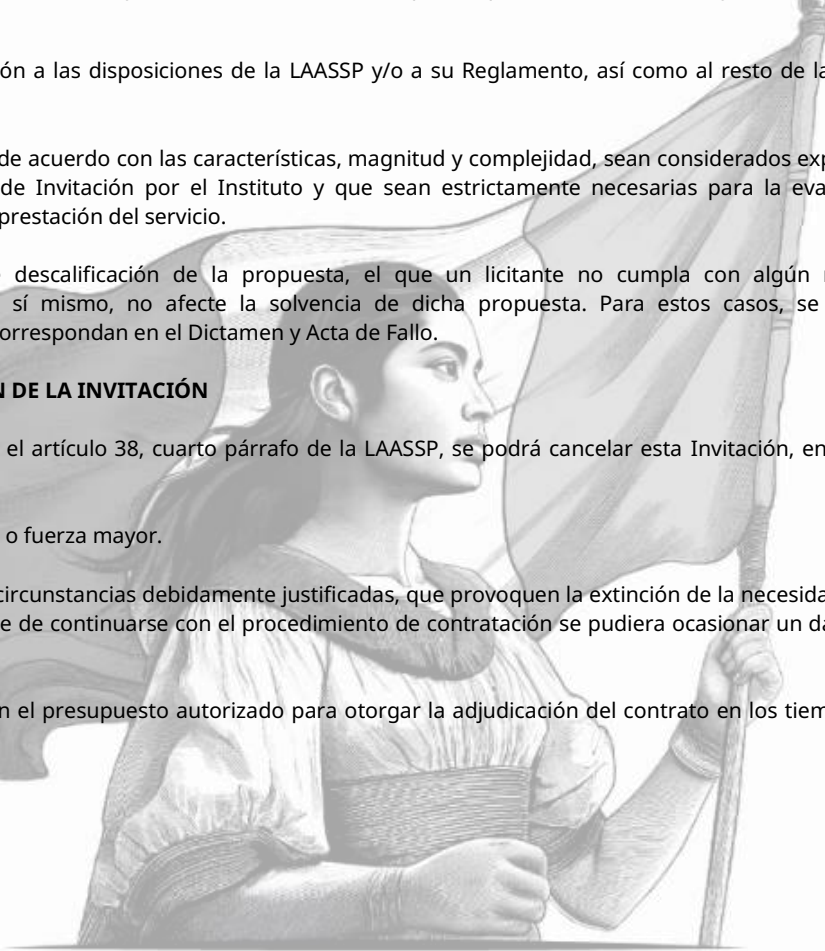 ón a las disposiciones de la LAASSP y/o a su Reglamento, así como al resto de la
de acuerdo con las características, magnitud y complejidad, sean considerados exp
de Invitación por el Instituto y que sean estrictamente necesarias para la eva
prestación del servicio.
descalificación de la propuesta, el que un licitante no cumpla con algún
sí mismo, no afecte la solvencia de dicha propuesta. Para estos casos, se
orrespondan en el Dictamen y Acta de Fallo.
N DE LA INVITACIÓN
el artículo 38, cuarto párrafo de la LAASSP, se podrá cancelar esta Invitación, en
o fuerza mayor.
circunstancias debidamente justificadas, que provoquen la extinción de la necesida
e de continuarse con el procedimiento de contratación se pudiera ocasionar un da
n el presupuesto autorizado para otorgar la adjudicación del contrato en los tiem